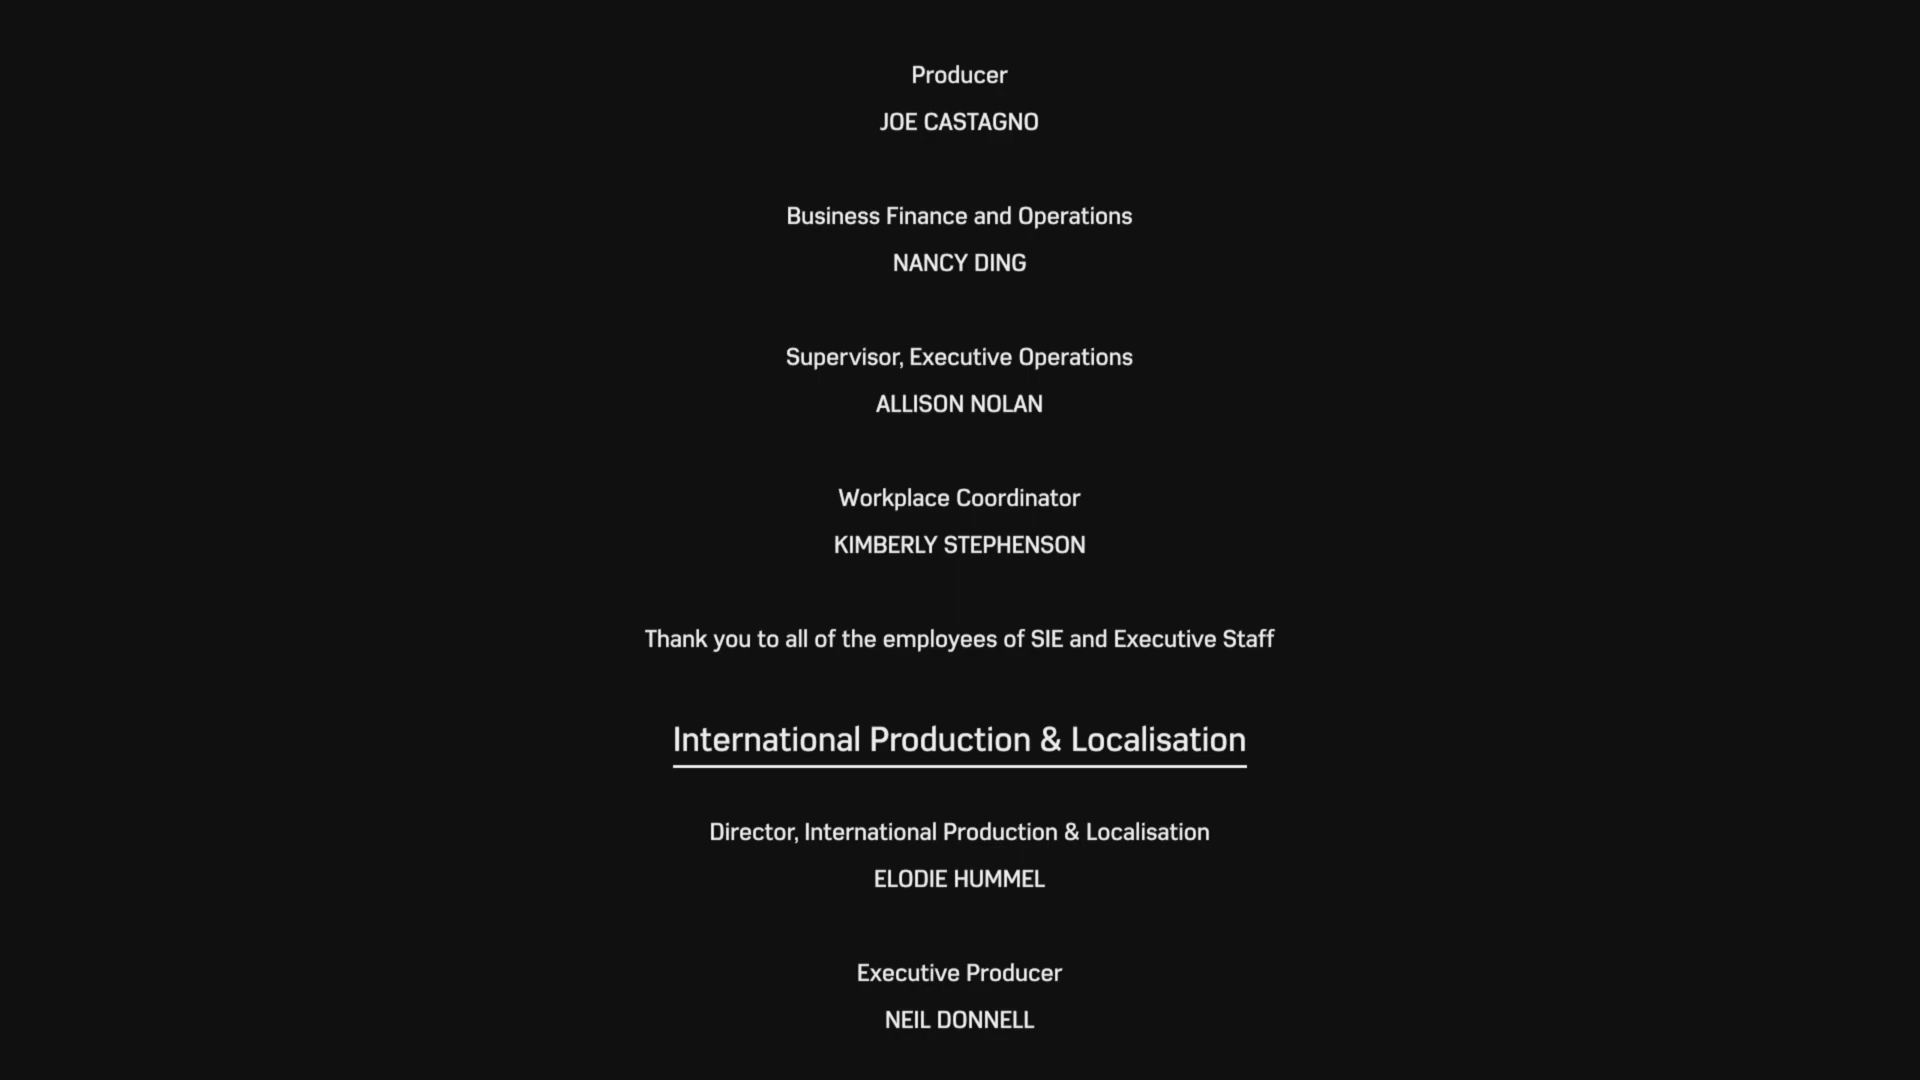 Producer
JOE CASTAGNO
Business Finance and Operations
NANCY DING
Supervisor, Executive Operations
ALLISON NOLAN
Workplace Coordinator
KIMBERLY STEPHENSON
Thank you to all of the employees of SIE and Executive Staff
International Production & Localisation
Director, International Production & Localisation
ELODIE HUMMEL
Executive Producer
NEIL DONNELL